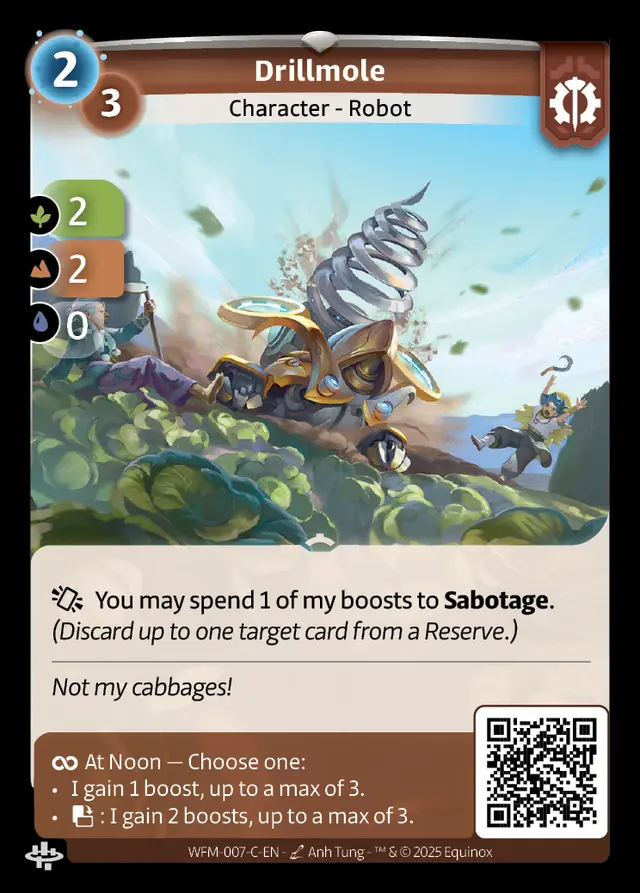 2
Drillmole
3
Character - Robot
2
2
0
You may spend 1 of my boosts to Sabotage.
(Discard up to one target card from a Reserve.)
Not my cabbages!
∞ At Noon — Choose one:
• I gain 1 boost, up to a max of 3.
• : I gain 2 boosts, up to a max of 3.
WFM-007-C-EN - Anh Tung - ™ & © 2025 Equinox